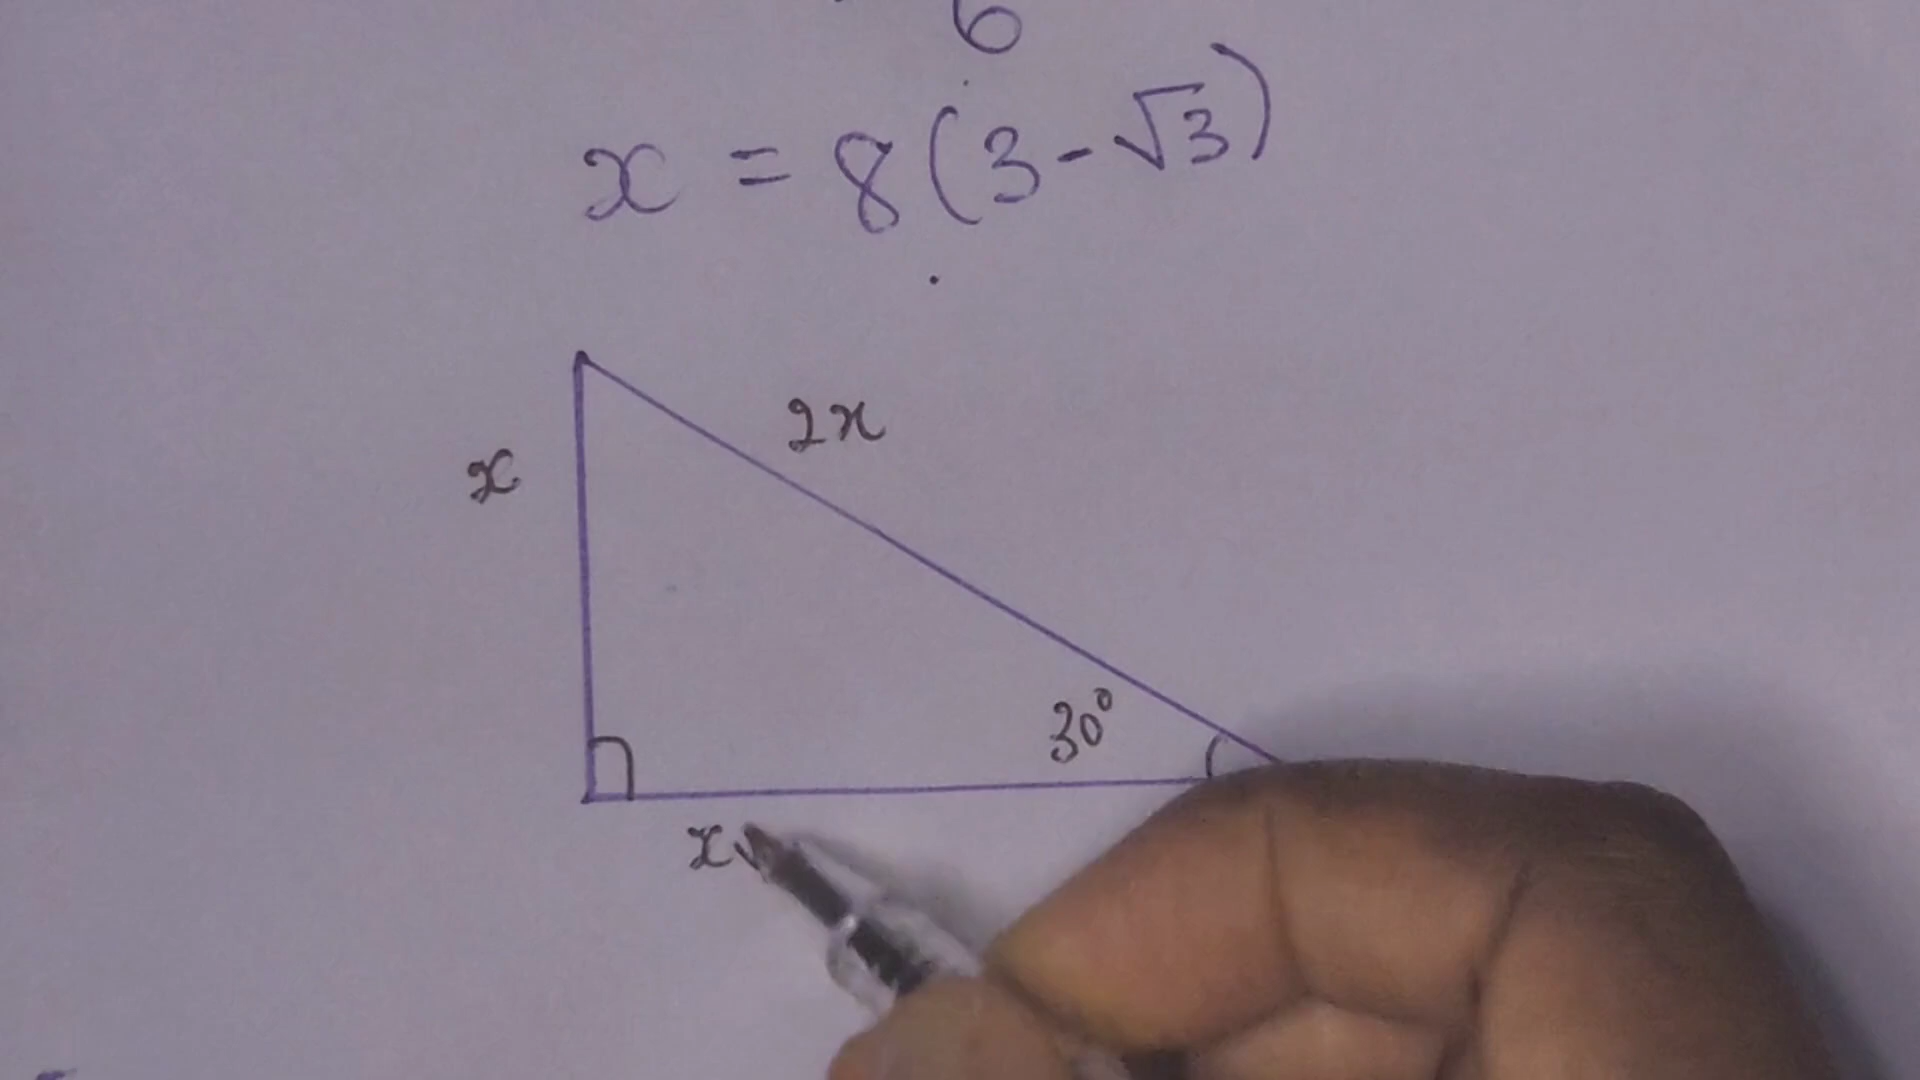 6
x = 8(3-√3)
2x
x
30°
x√